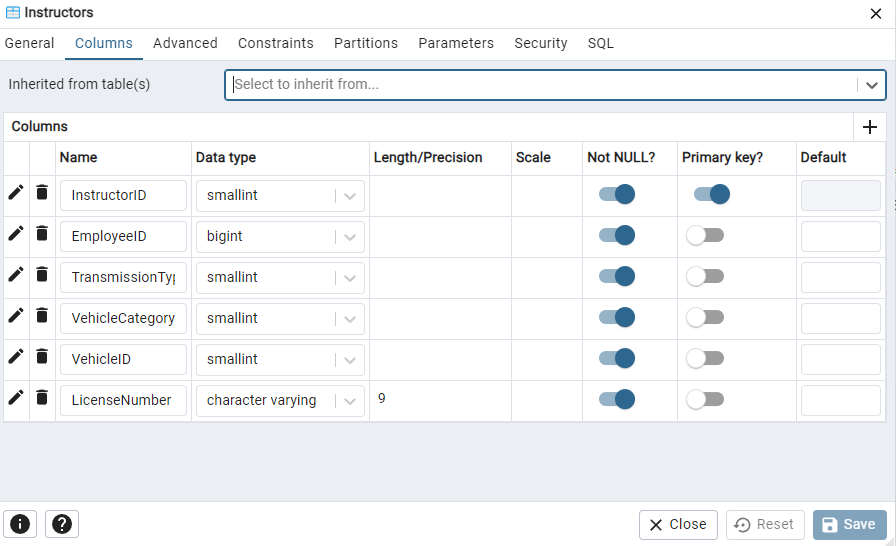 Instructors
General Columns Advanced Constraints Partitions Parameters Security SQL
Inherited from table(s) Select to inherit from...
Columns
Name Data type Length/Precision Scale Not NULL? Primary key? Default
InstructorID smallint
EmployeeID bigint
TransmissionTyp smallint
VehicleCategory smallint
VehicleID smallint
LicenseNumber character varying 9
Close Reset Save